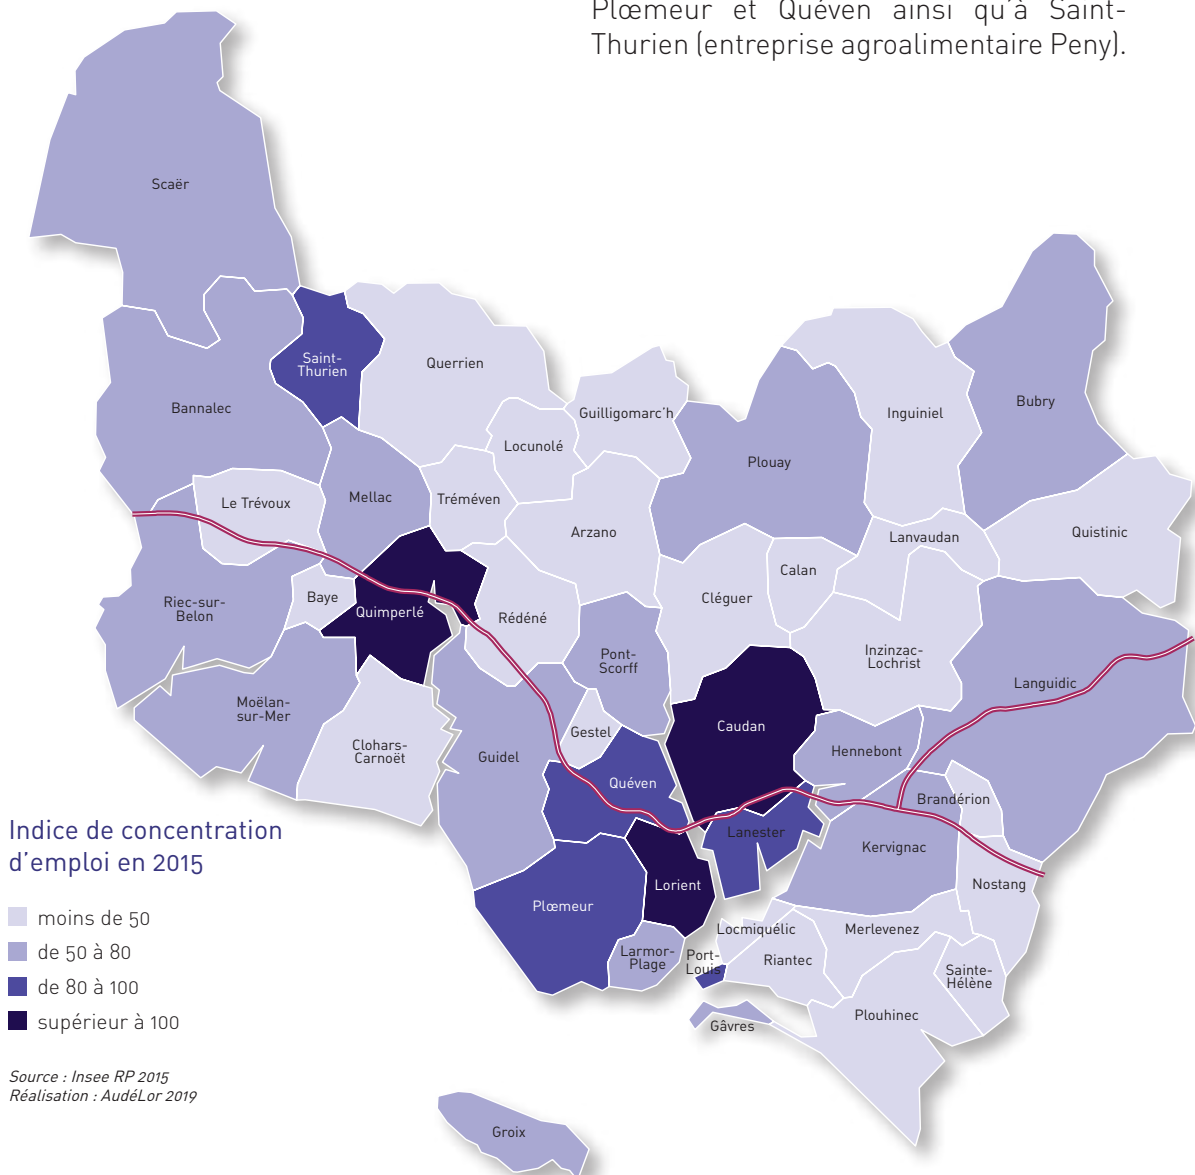 Plœmeur et Quéven ainsi qu'à Saint-
Thurien (entreprise agroalimentaire Peny).
Scaër
Saint-
Thurien
Querrien
Bannalec
Guilligomarc'h
Inguiniel
Bubry
Locunolé
Plouay
Le Trévoux
Mellac
Tréméven
Arzano
Lanvaudan
Quistinic
Calan
Riec-sur-
Belon
Baye
Quimperlé
Rédéné
Cléguer
Pont-
Scorff
Inzinzac-
Lochrist
Languidic
Moëlan-
sur-Mer
Clohars-
Carnoët
Guidel
Gestel
Caudan
Hennebont
Quéven
Brandérion
Lanester
Kervignac
Nostang
Lorient
Plœmeur
Larmor-
Plage
Locmiquélic
Merlevenez
Port-
Louis
Riantec
Sainte-
Hélène
Plouhinec
Gâvres
Groix
Indice de concentration
d'emploi en 2015
moins de 50
de 50 à 80
de 80 à 100
supérieur à 100
Source : Insee RP 2015
Réalisation : AudéLor 2019